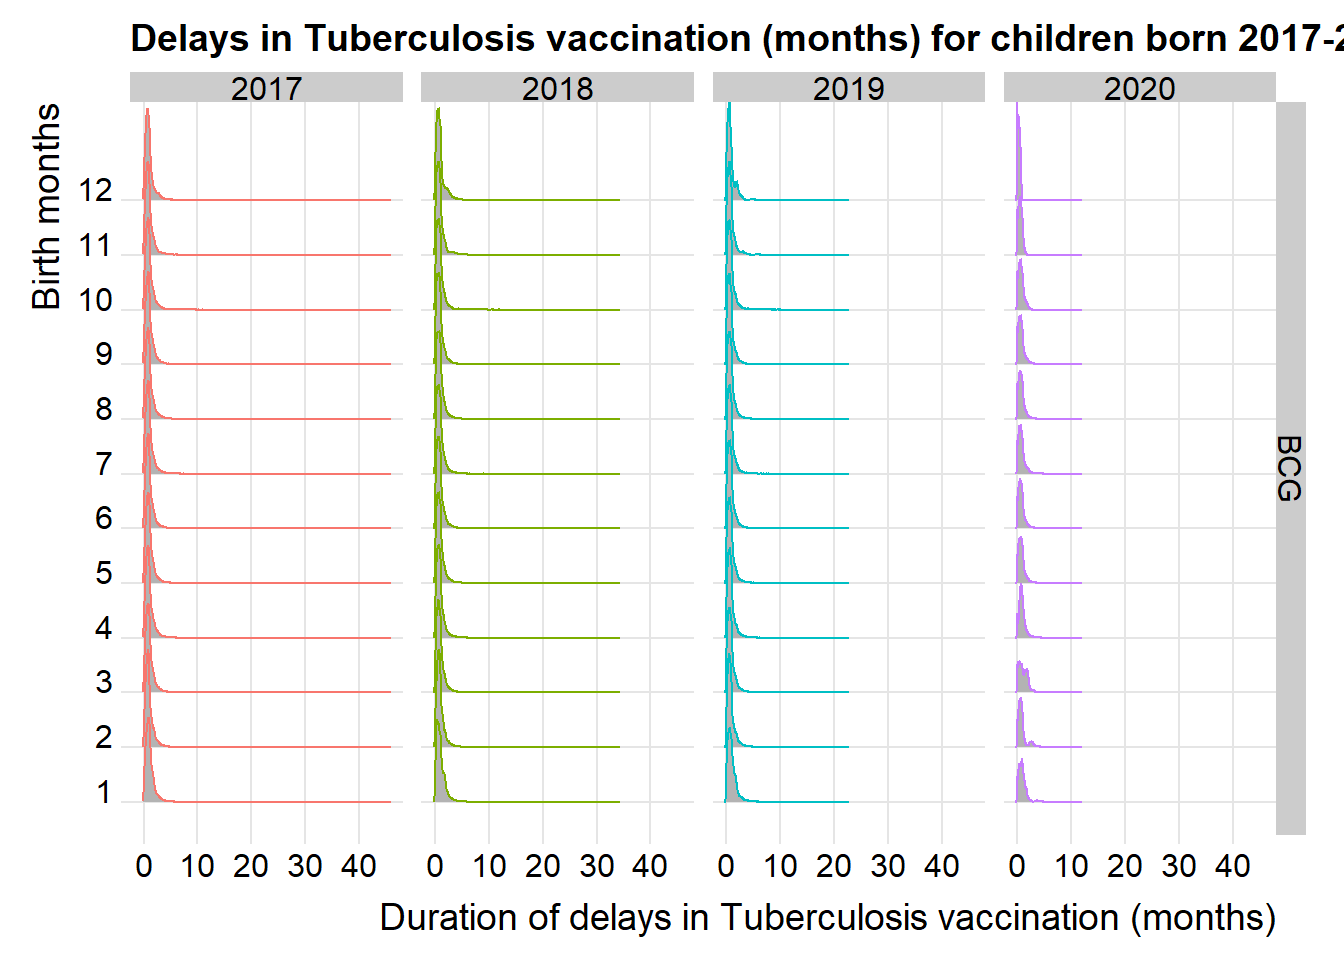 Delays in Tuberculosis vaccination (months) for children born 2017-2
2017 2018 2019 2020
Birth months
12
11
10
9
8
7
6
5
4
3
2
1
BCG
0 10 20 30 40 0 10 20 30 40 0 10 20 30 40 0 10 20 30 40
Duration of delays in Tuberculosis vaccination (months)